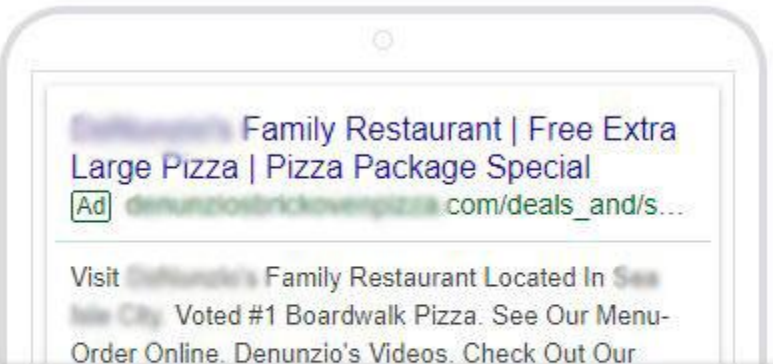 Family Restaurant | Free Extra
Large Pizza | Pizza Package Special
Ad .com/deals_and/s...
Visit Family Restaurant Located In
Voted #1 Boardwalk Pizza. See Our Menu-
Order Online. Denunzio's Videos. Check Out Our